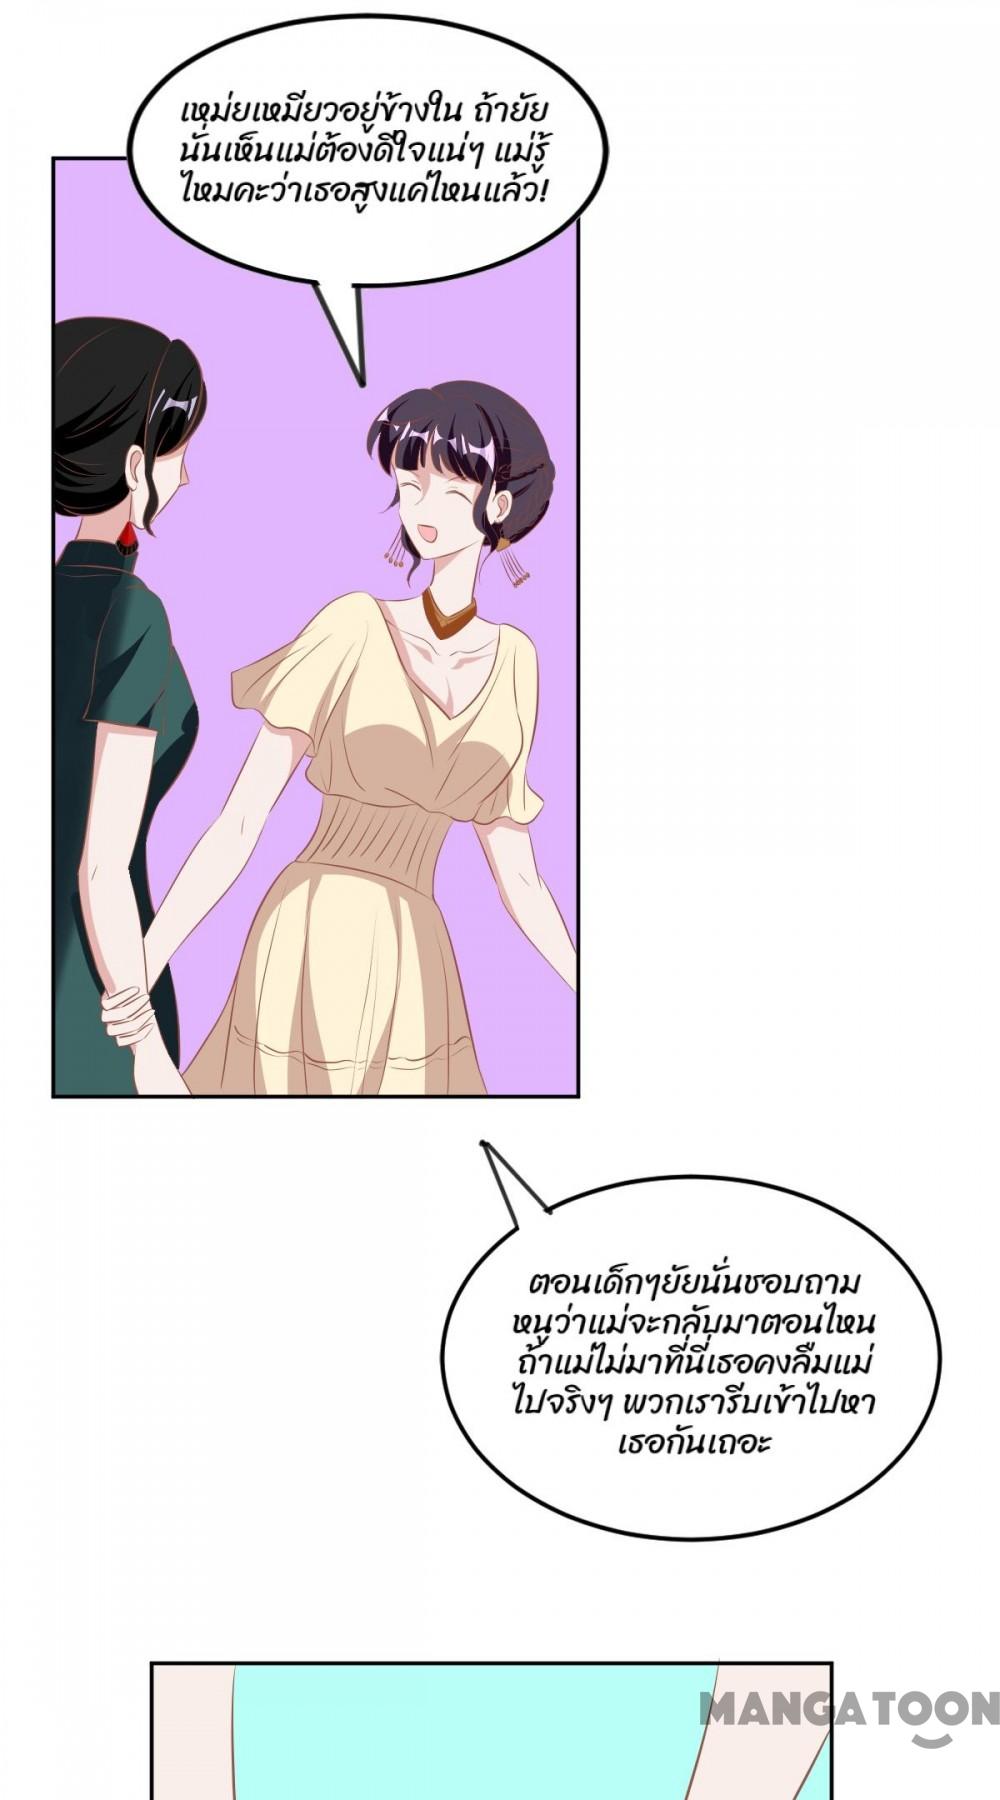 เหม่ยเหมียวอยู่ข้างใน ถ้ายัย
นั่นเห็นแม่ต้องดีใจแน่ๆ แม่รู้
ไหมคะว่าเธอสูงแค่ไหนแล้ว!
ตอนเด็กๆยัยนั่นชอบถาม
หนูว่าแม่จะกลับมาตอนไหน
ถ้าแม่ไม่มาที่นี่เธอคงลืมแม่
ไปจริงๆ พวกเรารีบเข้าไปหา
เธอกันเถอะ
MANGATOON